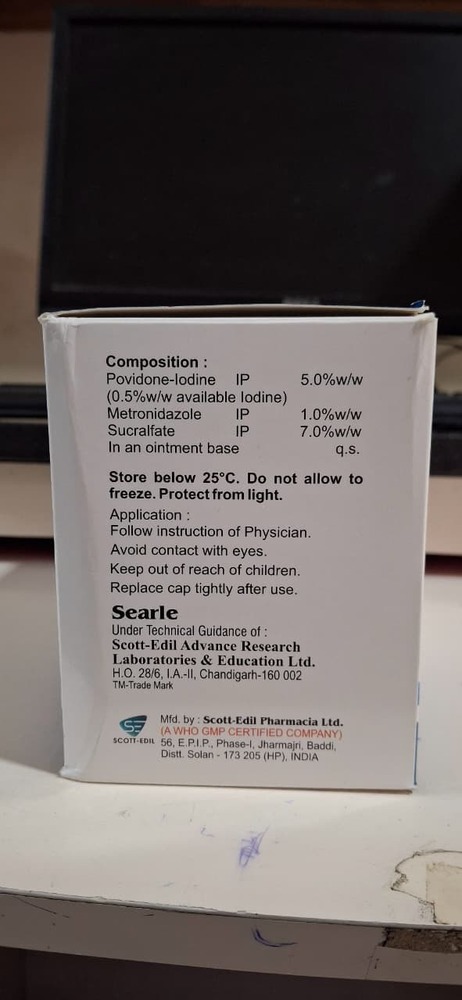 Composition :
Povidone-Iodine IP 5.0%w/w
(0.5%w/w available Iodine)
Metronidazole IP 1.0%w/w
Sucralfate IP 7.0%w/w
In an ointment base q.s.
Store below 25°C. Do not allow to
freeze. Protect from light.
Application :
Follow instruction of Physician.
Avoid contact with eyes.
Keep out of reach of children.
Replace cap tightly after use.
Searle
Under Technical Guidance of :
Scott-Edil Advance Research
Laboratories & Education Ltd.
H.O. 28/6, I.A.-II, Chandigarh-160 002
TM-Trade Mark
SE
SCOTT-EDIL
Mfd. by : Scott-Edil Pharmacia Ltd.
(A WHO GMP CERTIFIED COMPANY)
56, E.P.I.P., Phase-I, Jharmajri, Baddi,
Distt. Solan - 173 205 (HP), INDIA